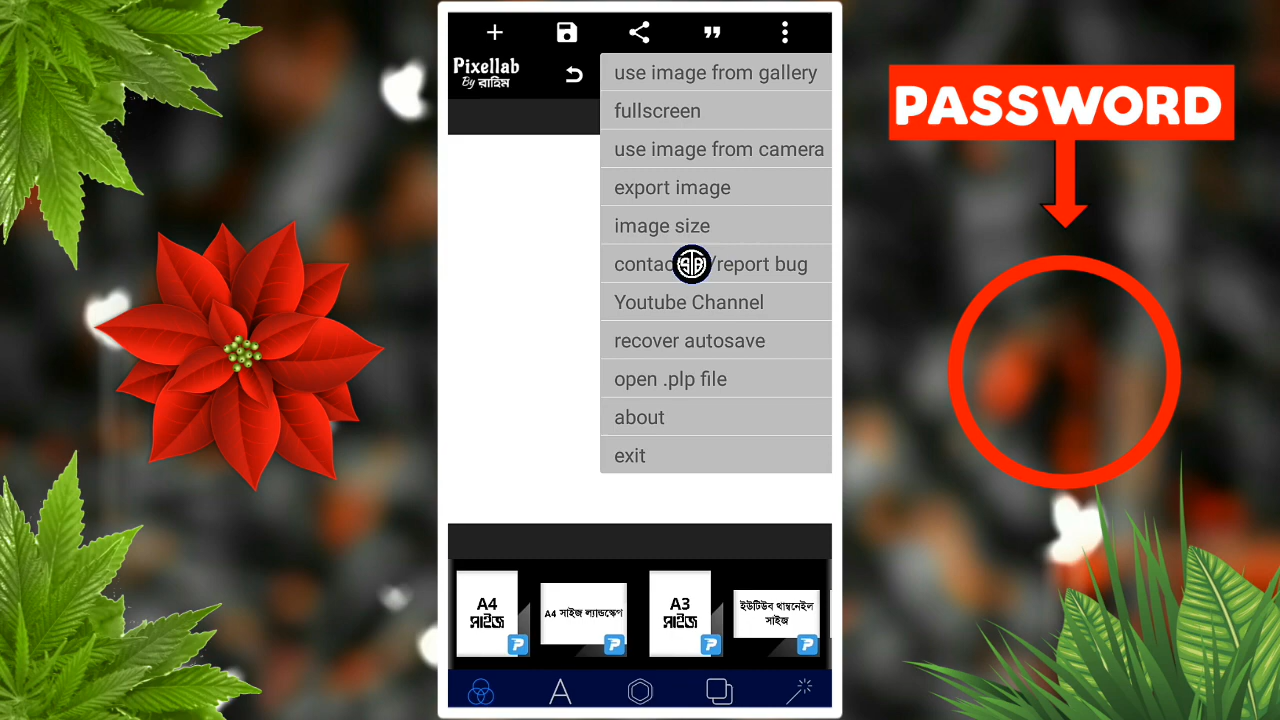 Pixellab
By রাহিম
use image from gallery
fullscreen
use image from camera
export image
image size
contac /report bug
Youtube Channel
recover autosave
open .plp file
about
exit
A4
সাইজ
A4 সাইজ ল্যান্ডস্কেপ
A3
সাইজ
ইউটিউব থাম্বনেইল
সাইজ
PASSWORD